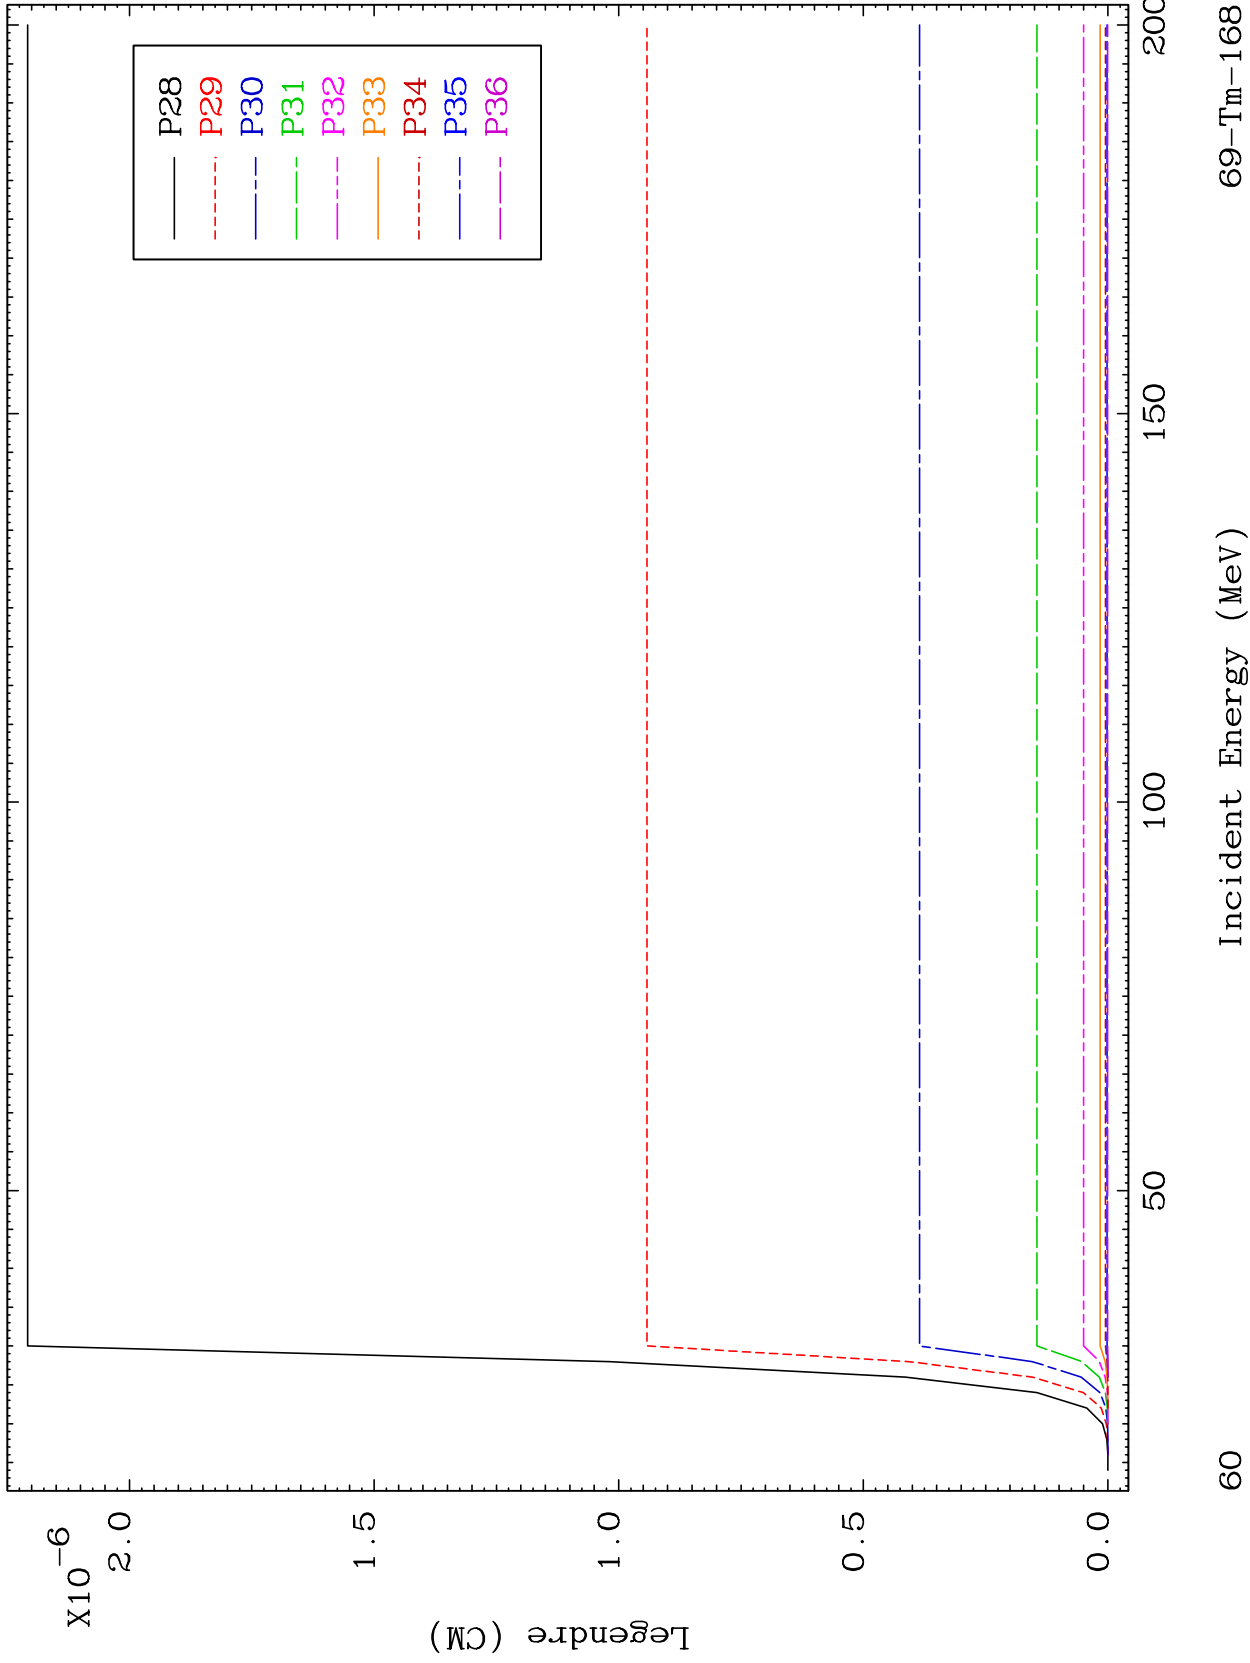 X10-6
2.0
1.5
1.0
0.5
0.0
Legendre (CM)
P28
P29
P30
P31
P32
P33
P34
P35
P36
50
100
150
200
60
Incident Energy (MeV)
69-Tm-168